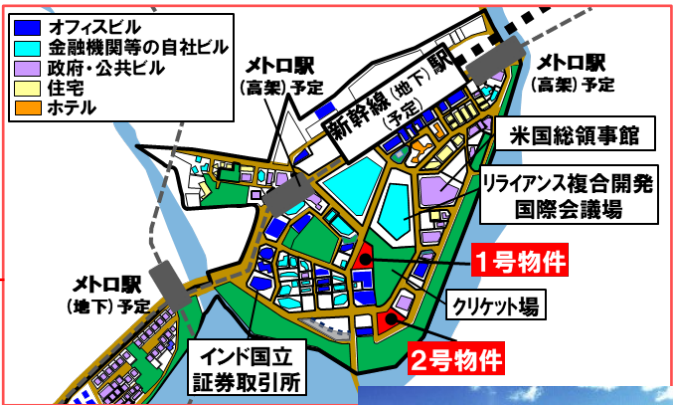 オフィスビル
金融機関等の自社ビル
政府・公共ビル
住宅
ホテル
メトロ駅
(高架)予定
新幹線(地下)駅
(予定)
メトロ駅
(高架)予定
米国総領事館
リライアンス複合開発
国際会議場
1号物件
メトロ駅
(地下)予定
クリケット場
インド国立
証券取引所
2号物件